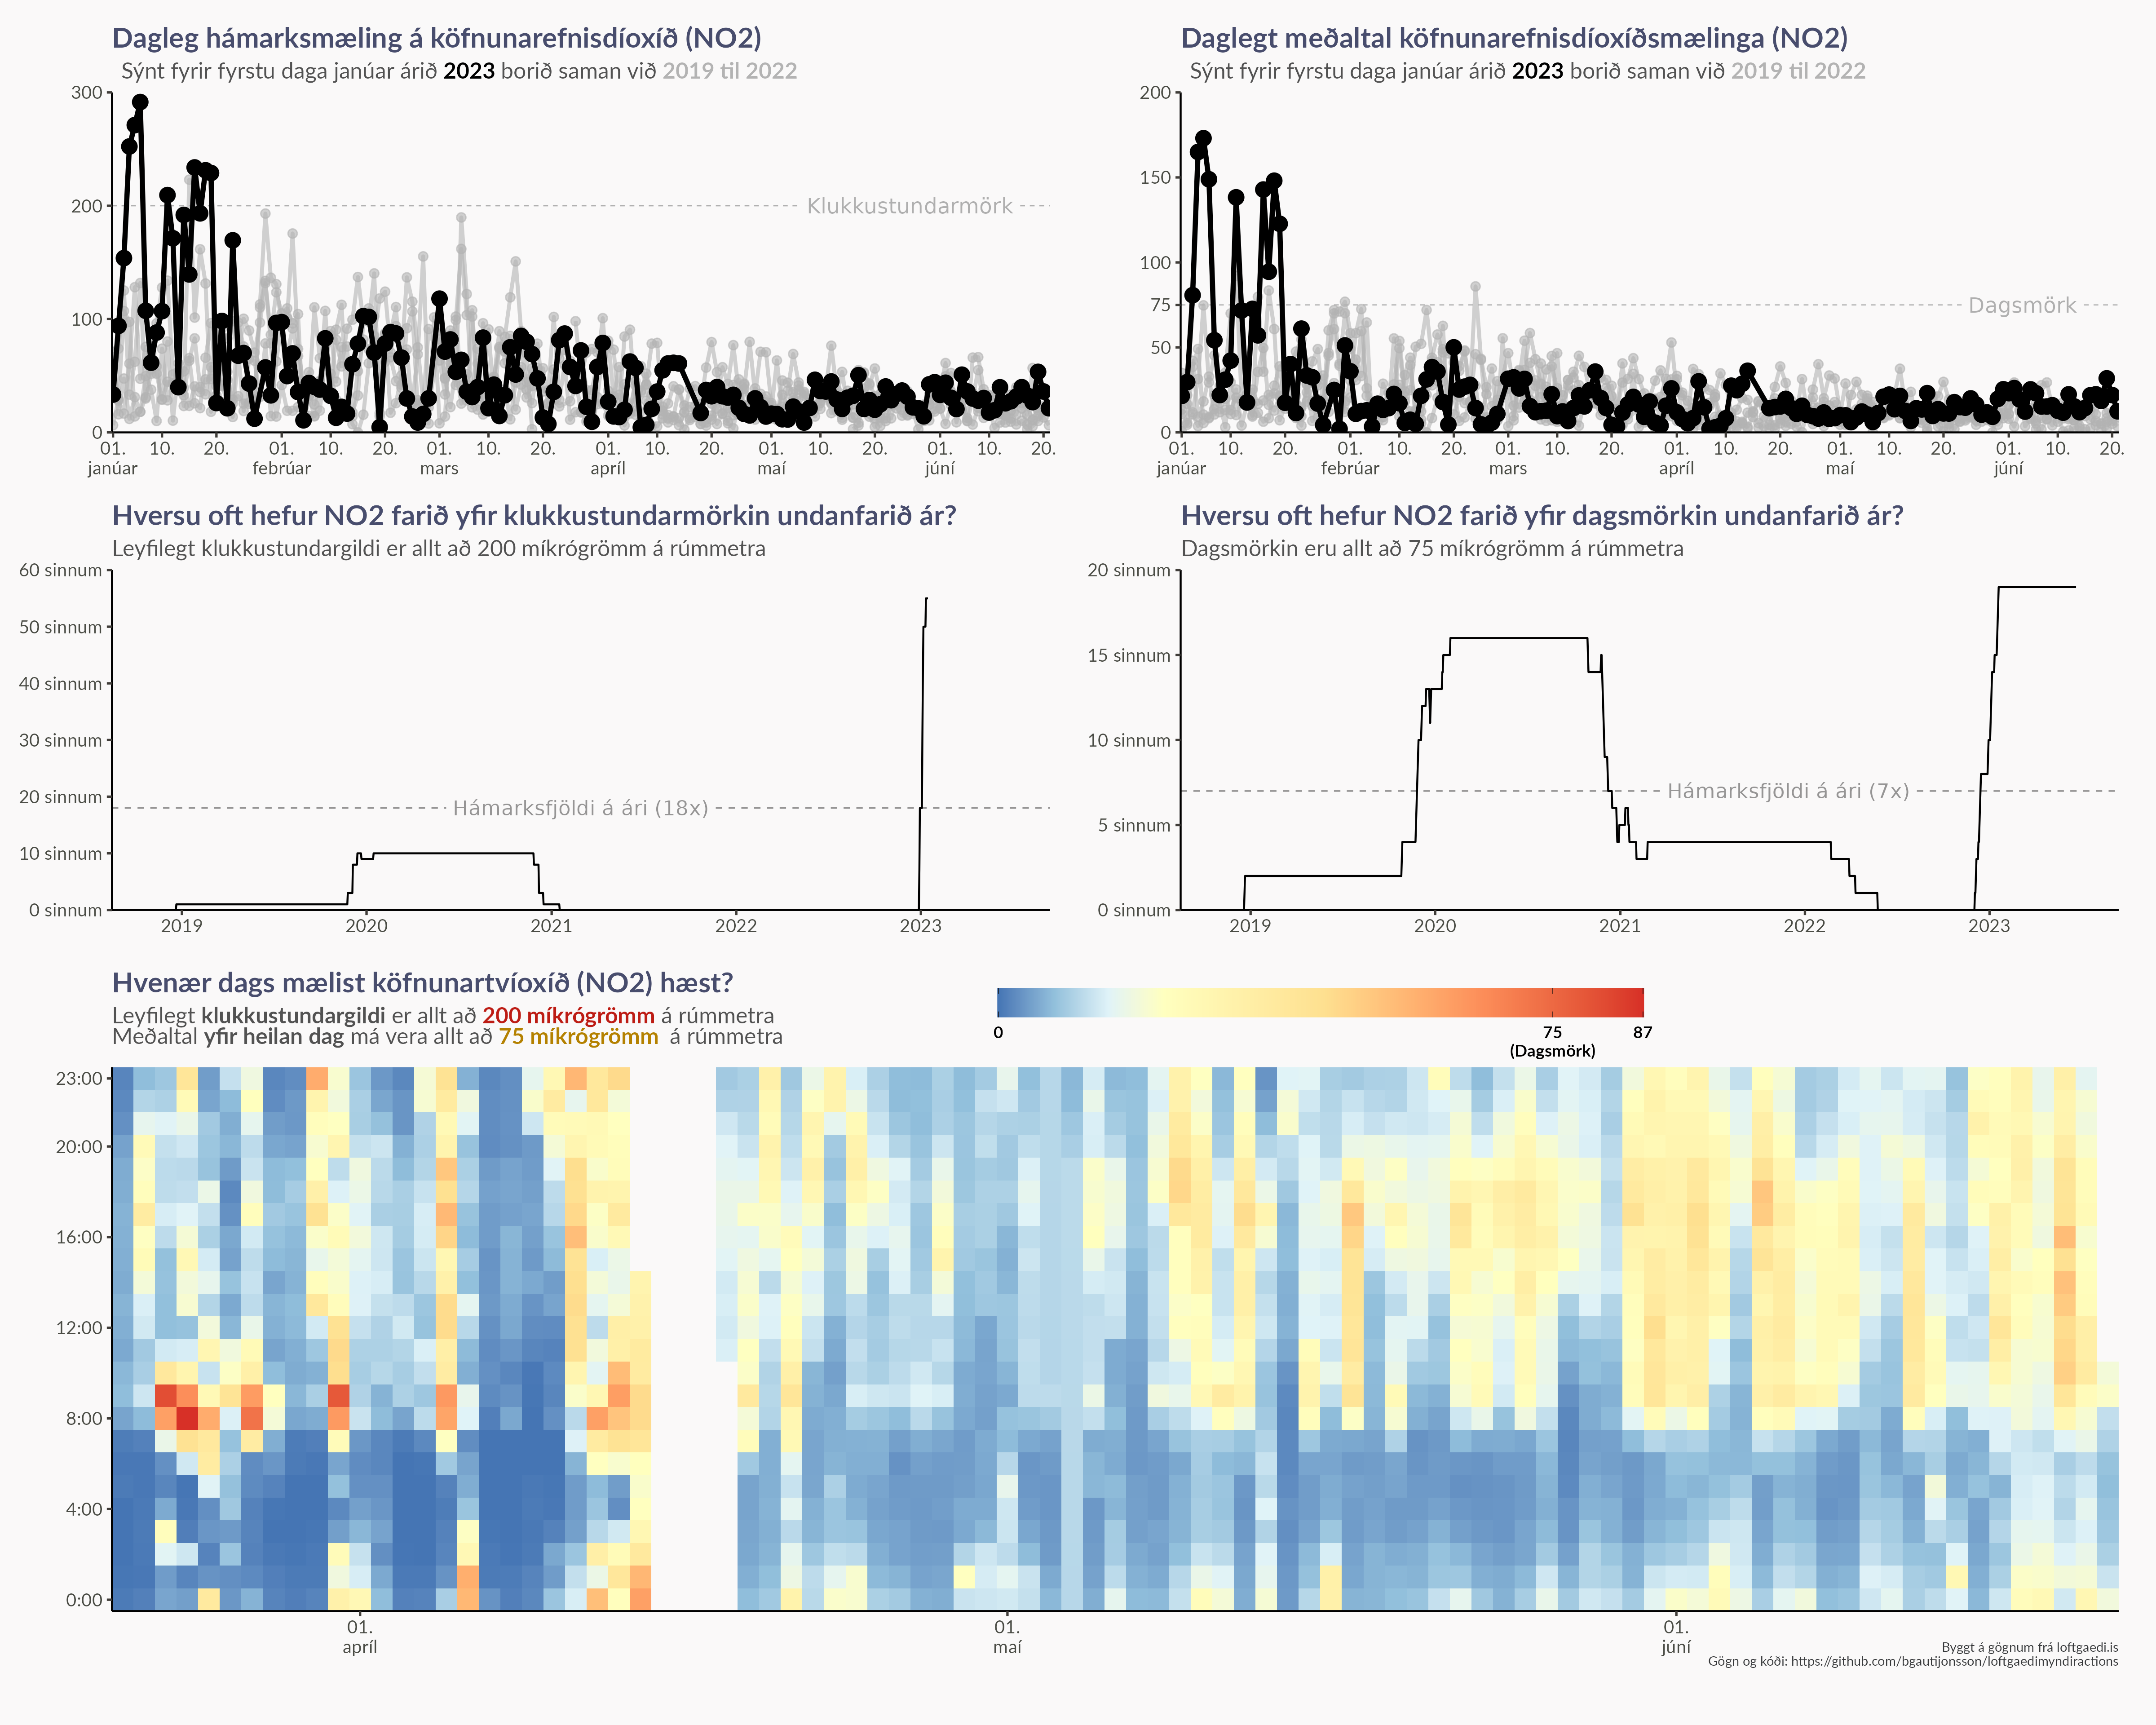 Dagleg hámarksmæling á köfnunarefnisdíoxíð (NO2)
Sýnt fyrir fyrstu daga janúar árið 2023 borið saman við 2019 til 2022
300
200
100
0
Klukkustundarmörk
01. 10. 20. 01. 10. 20. 01. 10. 20. 01. 10. 20. 01. 10. 20. 01. 10. 20.
janúar febrúar mars apríl maí júní
Daglegt meðaltal köfnunarefnisdíoxíðsmælinga (NO2)
Sýnt fyrir fyrstu daga janúar árið 2023 borið saman við 2019 til 2022
200
150
100
75
50
0
Dagsmörk
01. 10. 20. 01. 10. 20. 01. 10. 20. 01. 10. 20. 01. 10. 20. 01. 10. 20.
janúar febrúar mars apríl maí júní
Hversu oft hefur NO2 farið yfir klukkustundarmörkin undanfarið ár?
Leyfilegt klukkustundargildi er allt að 200 míkrógrömm á rúmmetra
60 sinnum
50 sinnum
40 sinnum
30 sinnum
20 sinnum
10 sinnum
0 sinnum
Hámarksfjöldi á ári (18x)
2019 2020 2021 2022 2023
Hversu oft hefur NO2 farið yfir dagsmörkin undanfarið ár?
Dagsmörkin eru allt að 75 míkrógrömm á rúmmetra
20 sinnum
15 sinnum
10 sinnum
5 sinnum
0 sinnum
Hámarksfjöldi á ári (7x)
2019 2020 2021 2022 2023
Hvenær dags mælist köfnunartvíoxíð (NO2) hæst?
Leyfilegt klukkustundargildi er allt að 200 míkrógrömm á rúmmetra
Meðaltal yfir heilan dag má vera allt að 75 míkrógrömm á rúmmetra
0 75 87
(Dagsmörk)
23:00
20:00
16:00
12:00
8:00
4:00
0:00
01. 01. 01.
apríl maí júní
Byggt á gögnum frá loftgaedi.is
Gögn og kóði: https://github.com/bgautijonsson/loftgaedimyndiractions